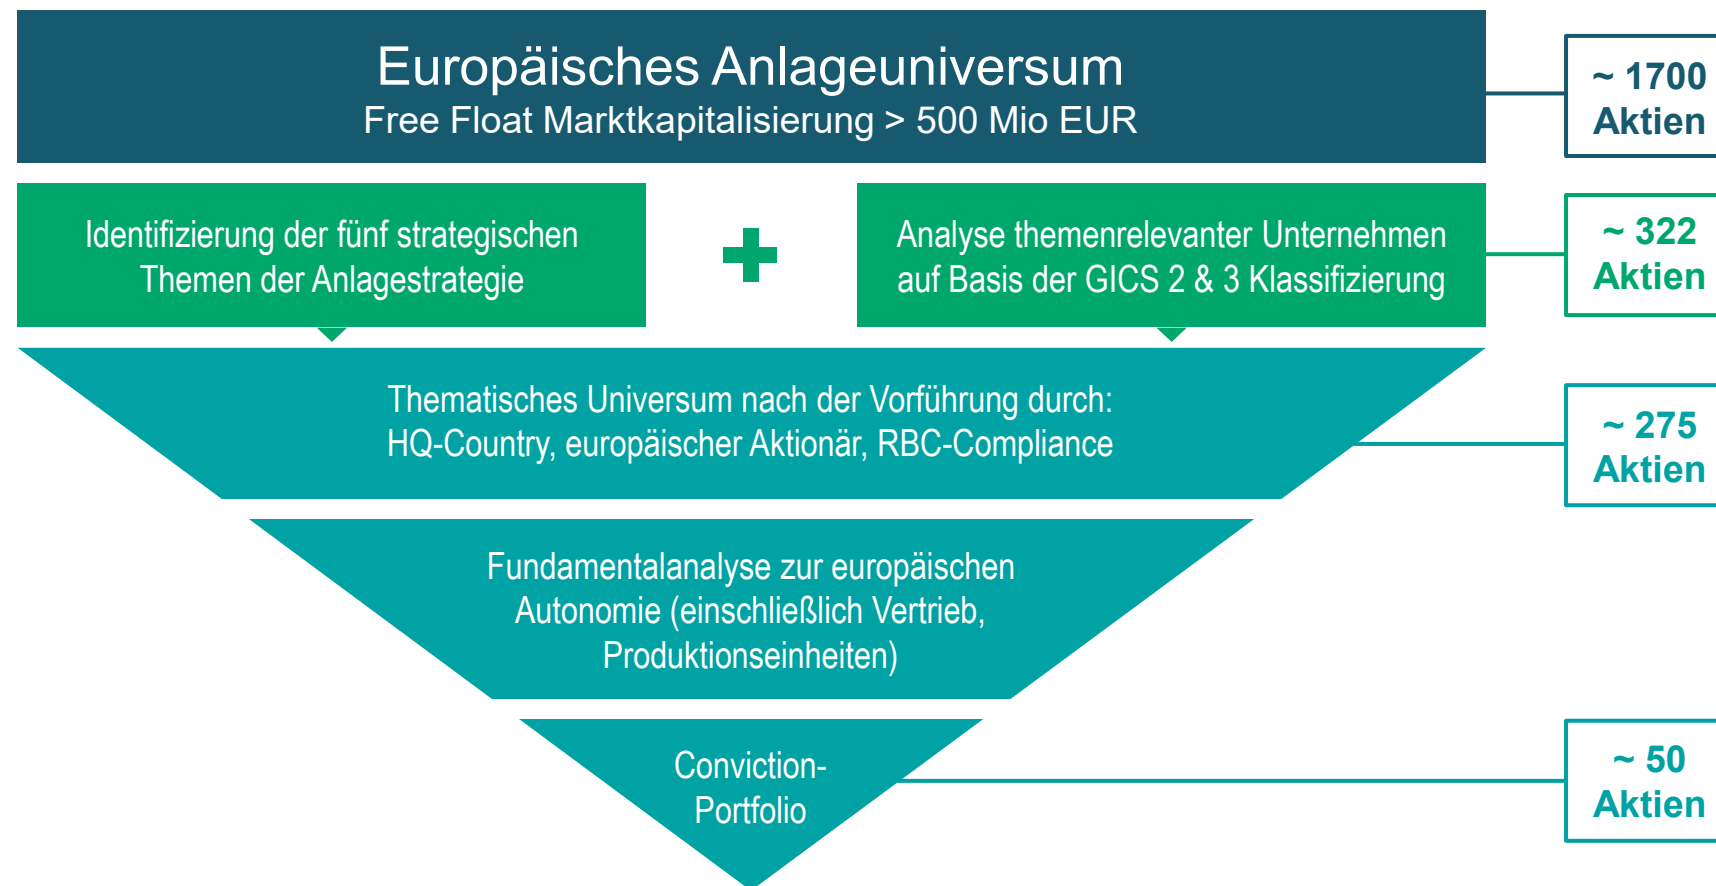 Europäisches Anlageuniversum
Free Float Marktkapitalisierung > 500 Mio EUR
~ 1700
Aktien
Identifizierung der fünf strategischen
Themen der Anlagestrategie
Analyse themenrelevanter Unternehmen
auf Basis der GICS 2 & 3 Klassifizierung
~ 322
Aktien
Thematisches Universum nach der Vorführung durch:
HQ-Country, europäischer Aktionär, RBC-Compliance
~ 275
Aktien
Fundamentalanalyse zur europäischen
Autonomie (einschließlich Vertrieb,
Produktionseinheiten)
Conviction-
Portfolio
~ 50
Aktien